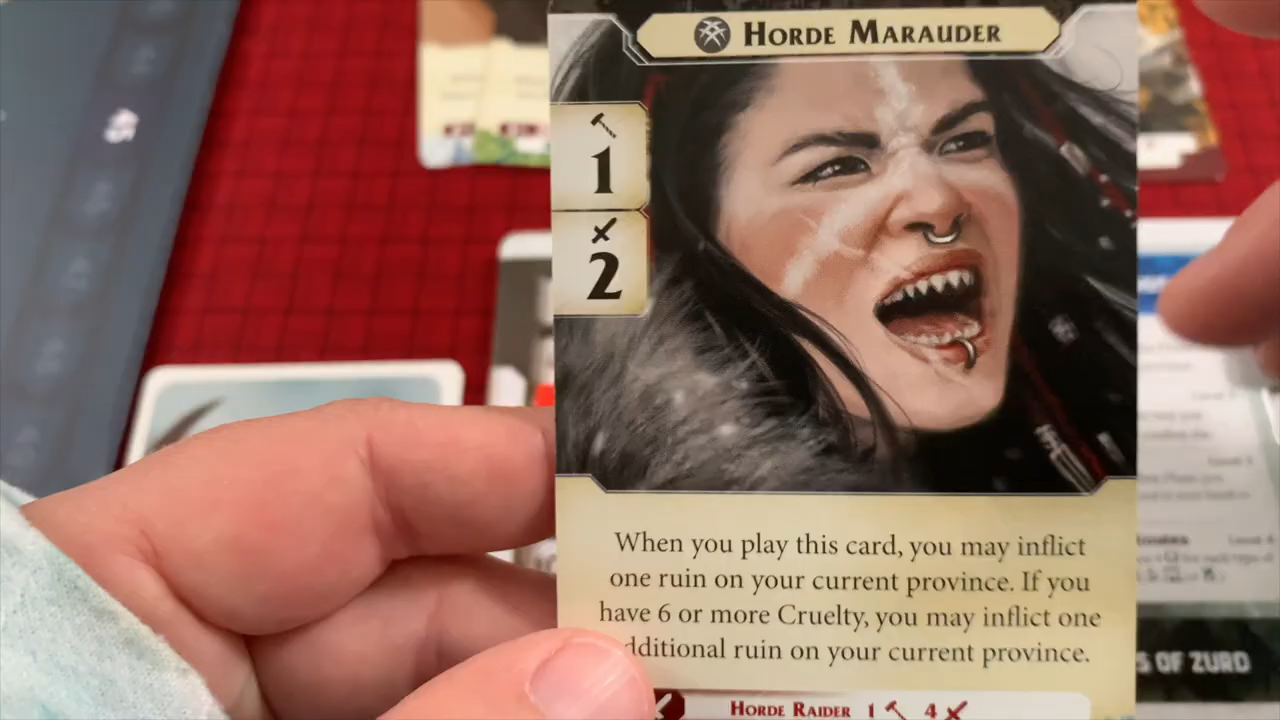 HORDE MARAUDER
1
2
When you play this card, you may inflict
one ruin on your current province. If you
have 6 or more Cruelty, you may inflict one
dditional ruin on your current province.
HORDE RAIDER 1 4
S OF ZURO